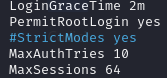 LoginGraceTime 2m
PermitRootLogin yes
#StrictModes yes
MaxAuthTries 10
MaxSessions 64